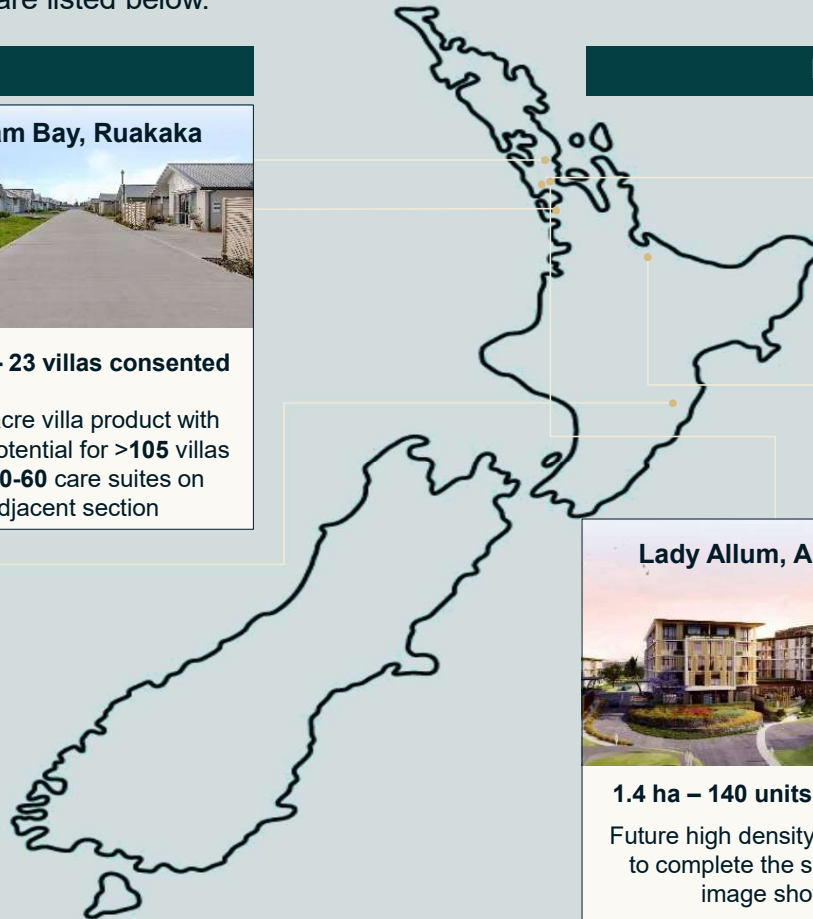 are listed below.
am Bay, Ruakaka
- 23 villas consented
acre villa product with
otential for >105 villas
0-60 care suites on
djacent section
Lady Allum, A
1.4 ha – 140 units
Future high density
to complete the s
image sho